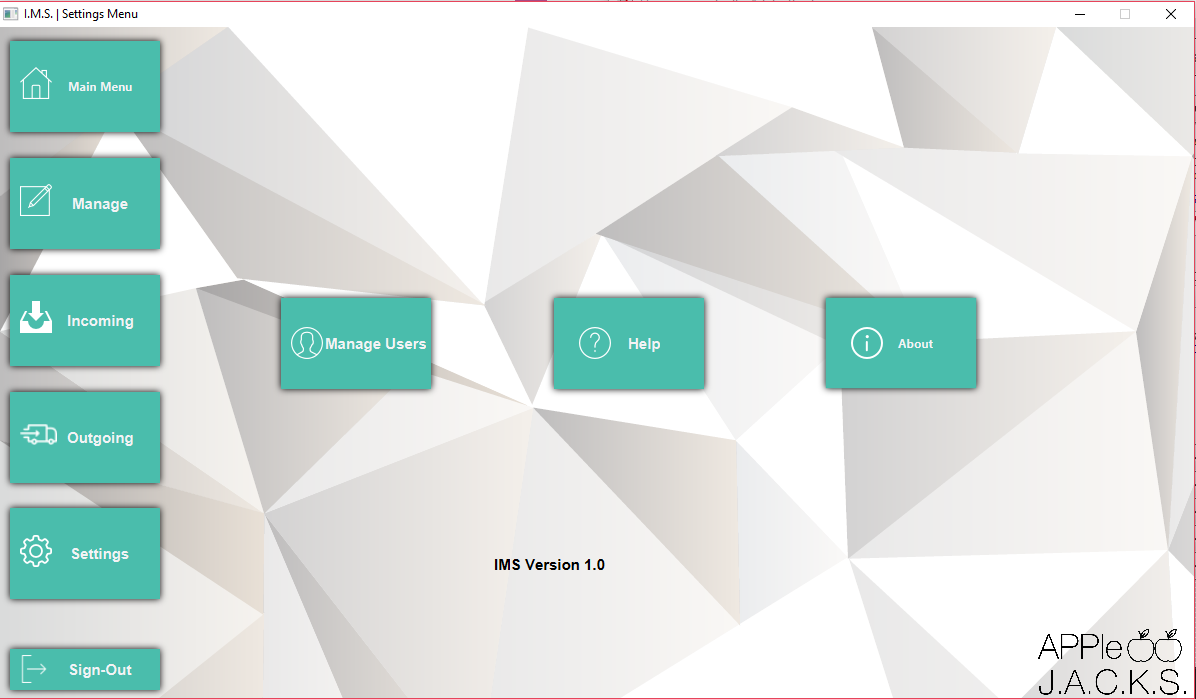 I.M.S. | Settings Menu
Main Menu
Manage
Incoming
Outgoing
Settings
Sign-Out
Manage Users
Help
About
IMS Version 1.0
APPle
J.A.C.K.S.